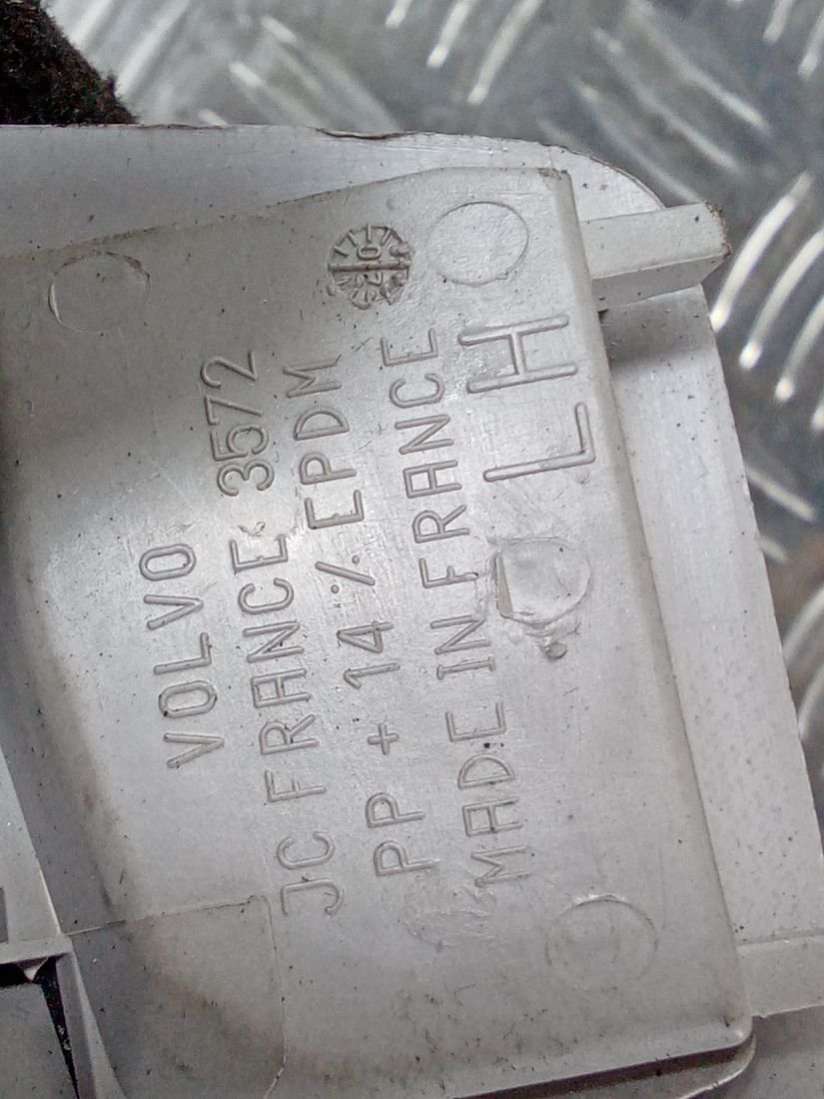 VOLVO
JC FRANCE 3572
PP + 14 % EPDM
MADE IN FRANCE
LH